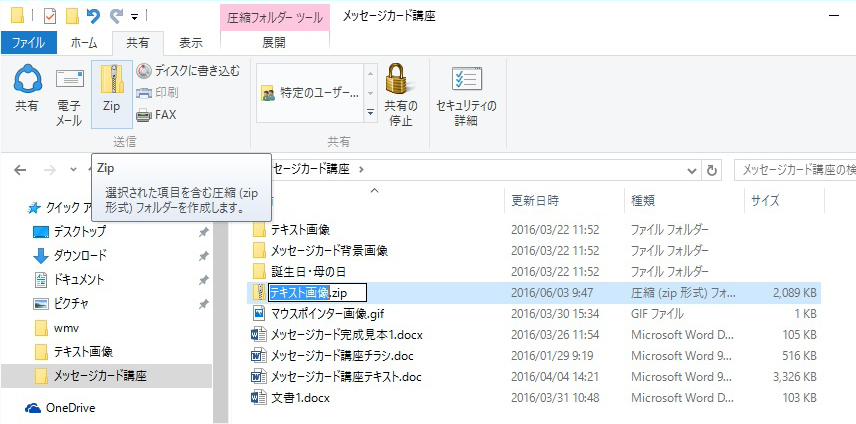 圧縮フォルダー ツール
メッセージカード講座
ファイル
ホーム
共有
表示
展開
共有
電子
メール
Zip
ディスクに書き込む
印刷
FAX
送信
特定のユーザー...
共有の
停止
共有
セキュリティの
詳細
Zip
選択された項目を含む圧縮 (zip
形式) フォルダーを作成します。
セージカード講座
メッセージカード講座の検
更新日時
種類
サイズ
クイック ア
デスクトップ
ダウンロード
ドキュメント
ピクチャ
wmv
テキスト画像
メッセージカード講座
OneDrive
テキスト画像 2016/03/22 11:52 ファイル フォルダー
メッセージカード背景画像 2016/03/22 11:52 ファイル フォルダー
誕生日・母の日 2016/03/22 11:52 ファイル フォルダー
テキスト画像.zip 2016/06/03 9:47 圧縮 (zip 形式) フォ... 2,089 KB
マウスポインター画像.gif 2016/03/30 15:34 GIF ファイル 1 KB
メッセージカード完成見本1.docx 2016/03/26 11:54 Microsoft Word D... 105 KB
メッセージカード講座チラシ.doc 2016/01/29 9:19 Microsoft Word 9... 516 KB
メッセージカード講座テキスト.doc 2016/04/04 14:21 Microsoft Word 9... 3,326 KB
文書1.docx 2016/03/31 10:48 Microsoft Word D... 103 KB